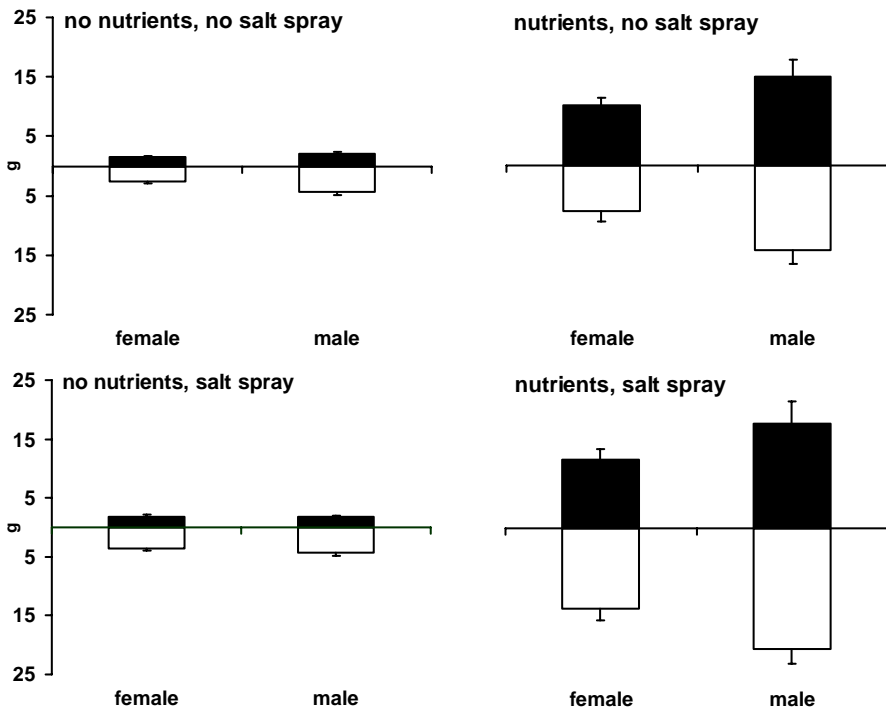 no nutrients, no salt spray
nutrients, no salt spray
25
15
5
g
5
15
25
female male female male
no nutrients, salt spray
nutrients, salt spray
25
15
5
g
5
15
25
female male female male